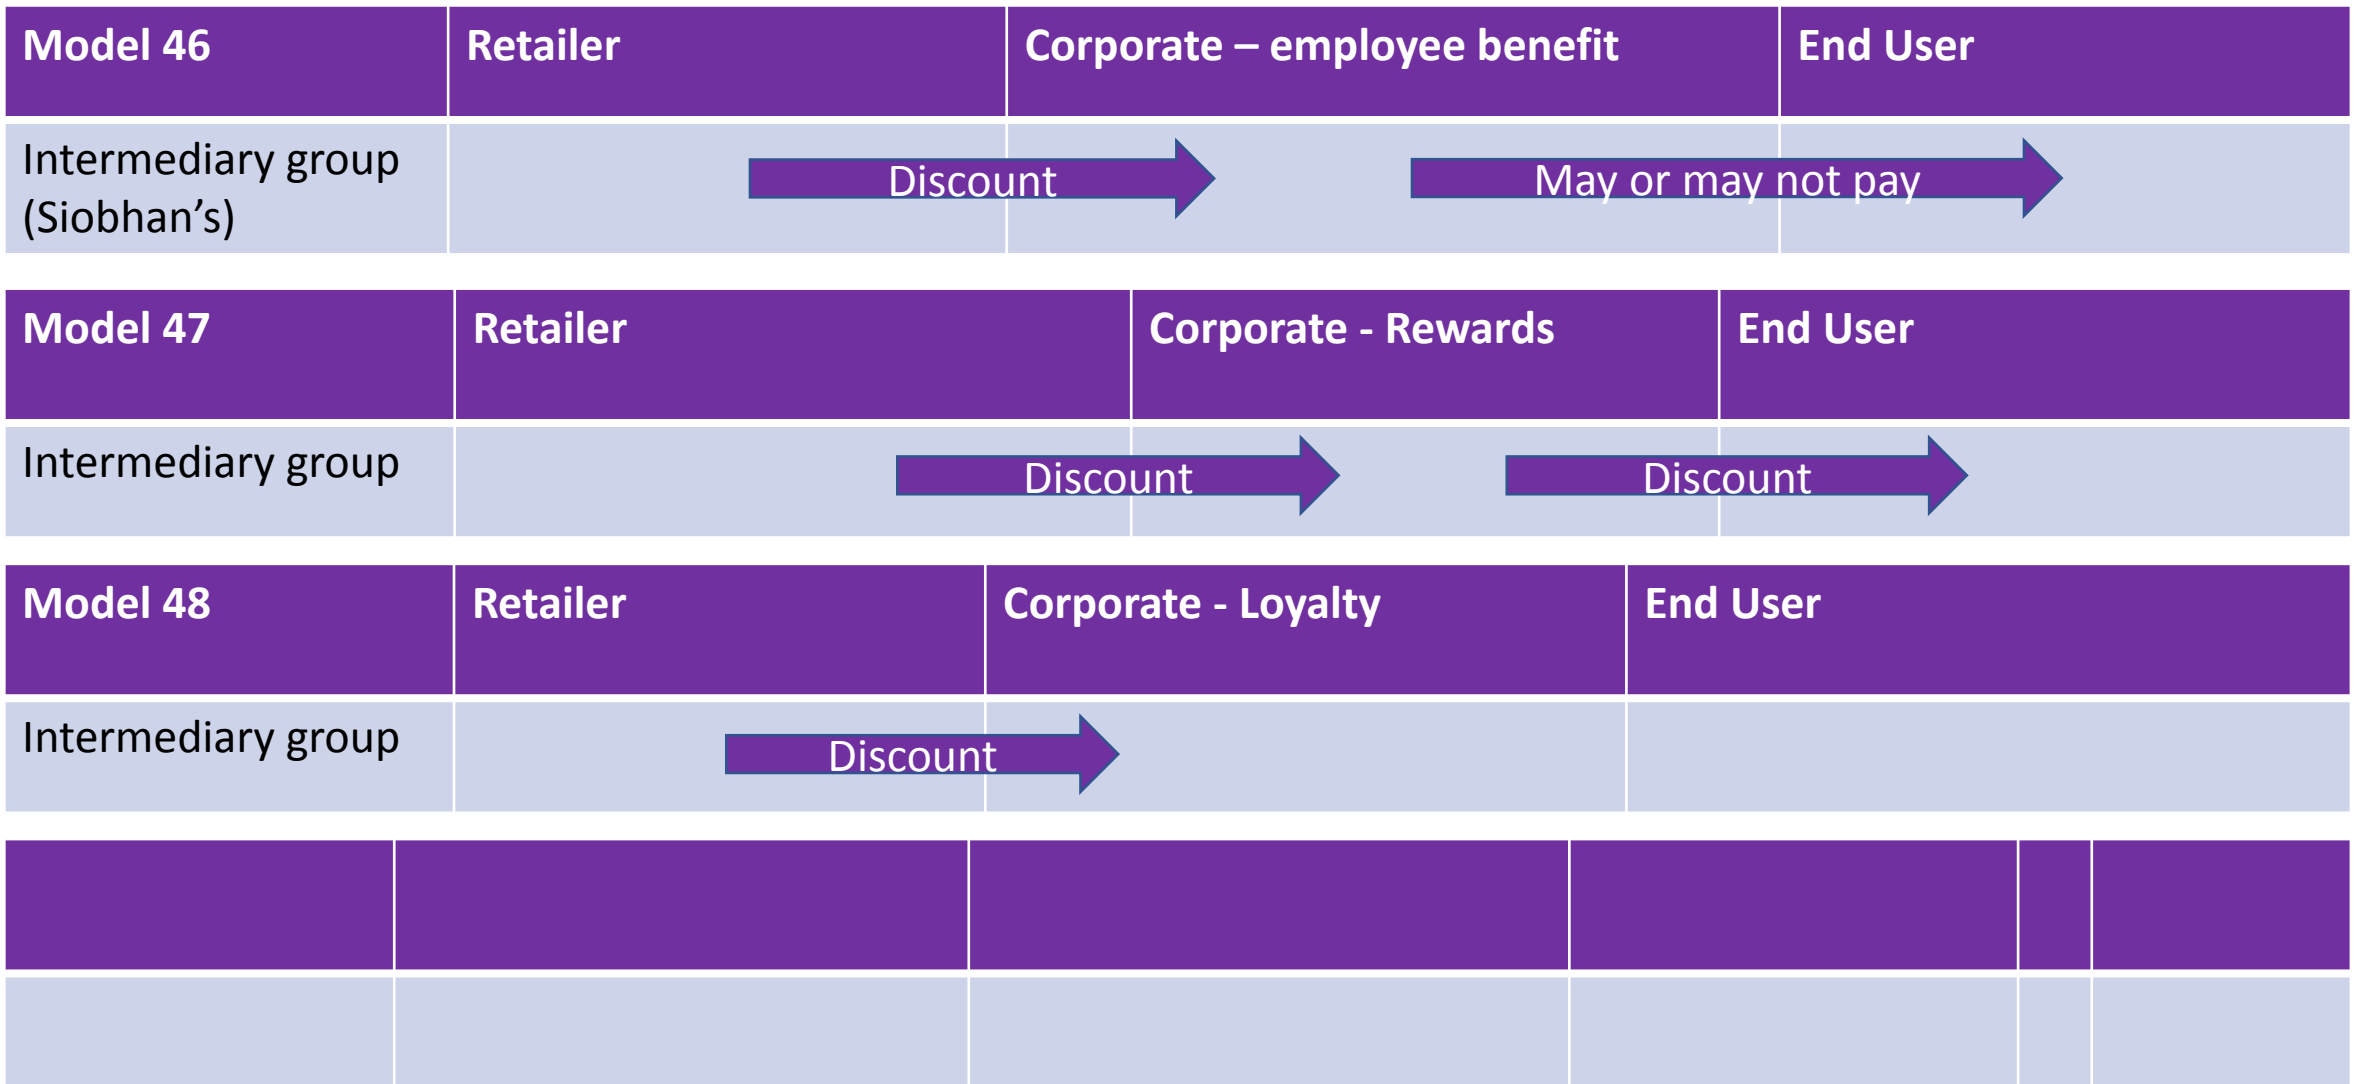 Model 46
Retailer
Corporate – employee benefit
End User
Intermediary group
(Siobhan’s)
Discount
May or may not pay
Model 47
Retailer
Corporate - Rewards
End User
Intermediary group
Discount
Discount
Model 48
Retailer
Corporate - Loyalty
End User
Intermediary group
Discount